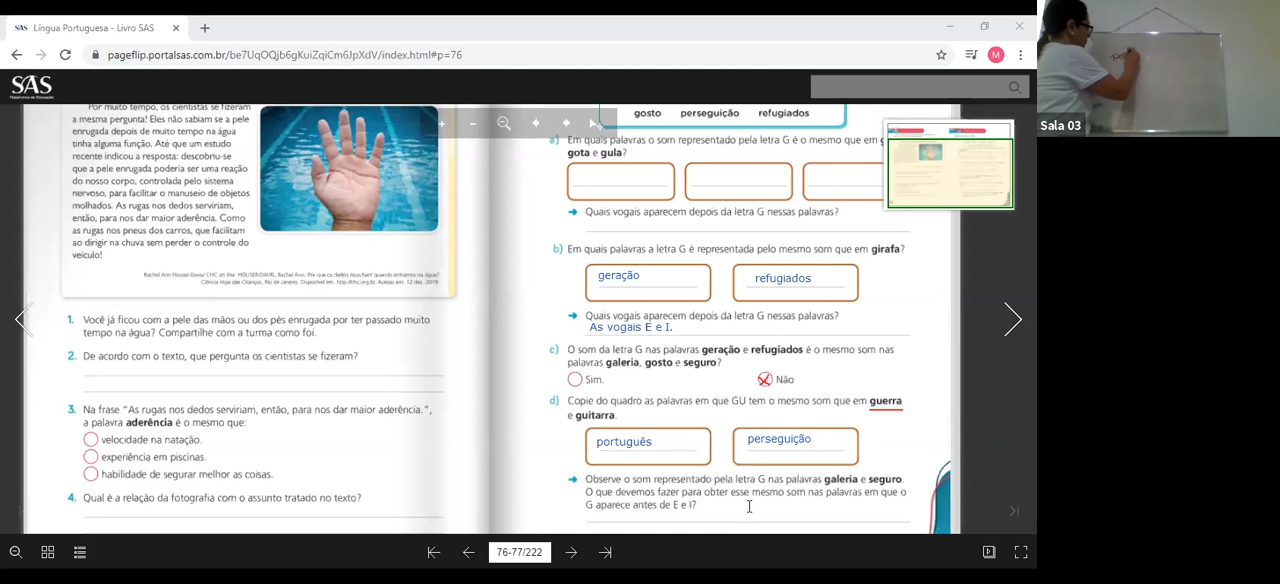 SAS Língua Portuguesa - Livro SAS
pageflip.portalsas.com.br/be7UqOQjb6gKuiZqiCm6JpXdV/index.html#p=76
M
SAS
Sala 03
Por muito tempo, os cientistas se fizeram
a mesma pergunta! Eles não sabiam se a pele
enrugada depois de muito tempo na água
tinha alguma função. Até que um estudo
recente indicou a resposta: descobriu-se
que a pele enrugada poderia ser uma reação
do nosso corpo, controlada pelo sistema
nervoso, para facilitar o manuseio de objetos
molhados. As rugas nos dedos serviriam,
então, para nos dar maior aderência. Como
as rugas nos pneus dos carros, que facilitam
ao dirigir na chuva sem perder o controle do
veículo!
1. Você já ficou com a pele das mãos ou dos pés enrugada por ter passado muito
tempo na água? Compartilhe com a turma como foi.
2. De acordo com o texto, que pergunta os cientistas se fizeram?
3. Na frase "As rugas nos dedos serviriam, então, para nos dar maior aderência.",
a palavra aderência é o mesmo que:
velocidade na natação.
experiência em piscinas.
habilidade de segurar melhor as coisas.
4. Qual é a relação da fotografia com o assunto tratado no texto?
gosto perseguição refugiados
a) Em quais palavras o som representado pela letra G é o mesmo que em
gota e gula?
Quais vogais aparecem depois da letra G nessas palavras?
b) Em quais palavras a letra G é representada pelo mesmo som que em girafa?
geração refugiados
Quais vogais aparecem depois da letra G nessas palavras?
As vogais E e I.
c) O som da letra G nas palavras geração e refugiados é o mesmo som nas
palavras galeria, gosto e seguro?
Sim. Não
d) Copie do quadro as palavras em que GU tem o mesmo som que em guerra
e guitarra.
português perseguição
Observe o som representado pela letra G nas palavras galeria e seguro.
O que devemos fazer para obter esse mesmo som nas palavras em que o
G aparece antes de E e I?
76-77/222